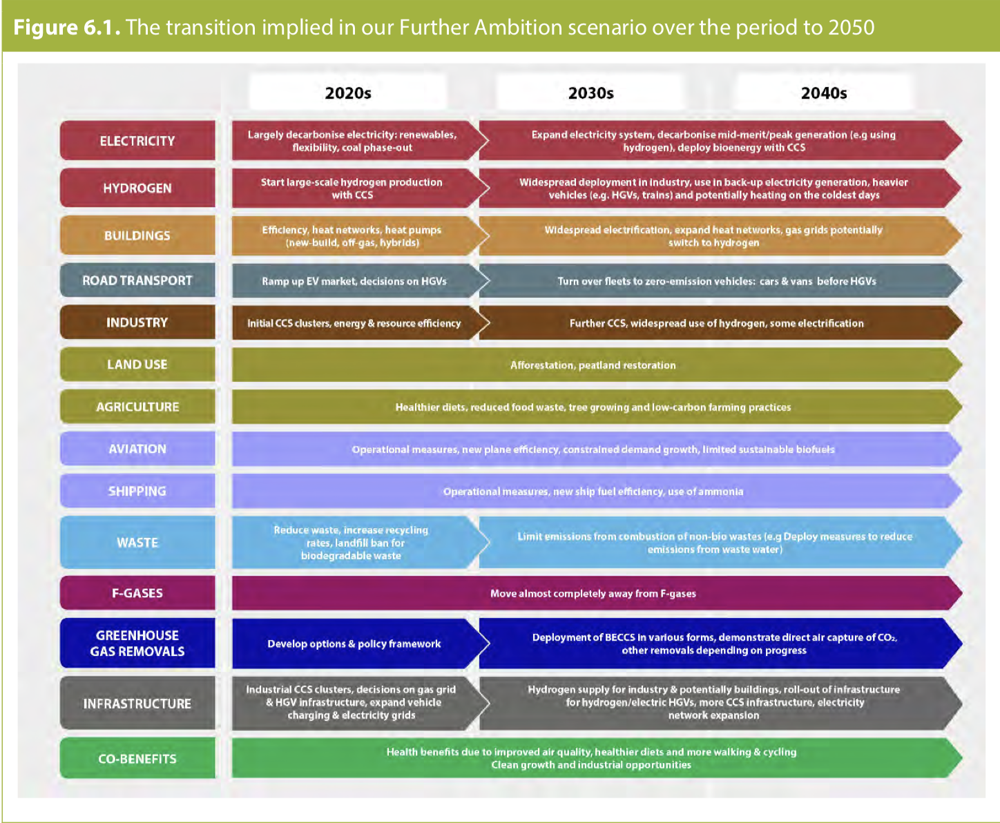 Figure 6.1. The transition implied in our Further Ambition scenario over the period to 2050
2020s
2030s
2040s
ELECTRICITY
Largely decarbonise electricity: renewables,
flexibility, coal phase-out
Expand electricity system, decarbonise mid-merit/peak generation (e.g using
hydrogen), deploy bioenergy with CCS
HYDROGEN
Start large-scale hydrogen production
with CCS
Widespread deployment in industry, use in back-up electricity generation, heavier
vehicles (e.g. HGVs, trains) and potentially heating on the coldest days
BUILDINGS
Efficiency, heat networks, heat pumps
(new-build, off-gas, hybrids)
Widespread electrification, expand heat networks, gas grids potentially
switch to hydrogen
ROAD TRANSPORT
Ramp up EV market, decisions on HGVs
Turn over fleets to zero-emission vehicles: cars & vans before HGVs
INDUSTRY
Initial CCS clusters, energy & resource efficiency
Further CCS, widespread use of hydrogen, some electrification
LAND USE
Afforestation, peatland restoration
AGRICULTURE
Healthier diets, reduced food waste, tree growing and low-carbon farming practices
AVIATION
Operational measures, new plane efficiency, constrained demand growth, limited sustainable biofuels
SHIPPING
Operational measures, new ship fuel efficiency, use of ammonia
WASTE
Reduce waste, increase recycling
rates, landfill ban for
biodegradable waste
Limit emissions from combustion of non-bio wastes (e.g Deploy measures to reduce
emissions from waste water)
F-GASES
Move almost completely away from F-gases
GREENHOUSE
GAS REMOVALS
Develop options & policy framework
Deployment of BECCS in various forms, demonstrate direct air capture of CO₂,
other removals depending on progress
INFRASTRUCTURE
Industrial CCS clusters, decisions on gas grid
& HGV infrastructure, expand vehicle
charging & electricity grids
Hydrogen supply for industry & potentially buildings, roll-out of infrastructure
for hydrogen/electric HGVs, more CCS infrastructure, electricity
network expansion
CO-BENEFITS
Health benefits due to improved air quality, healthier diets and more walking & cycling
Clean growth and industrial opportunities